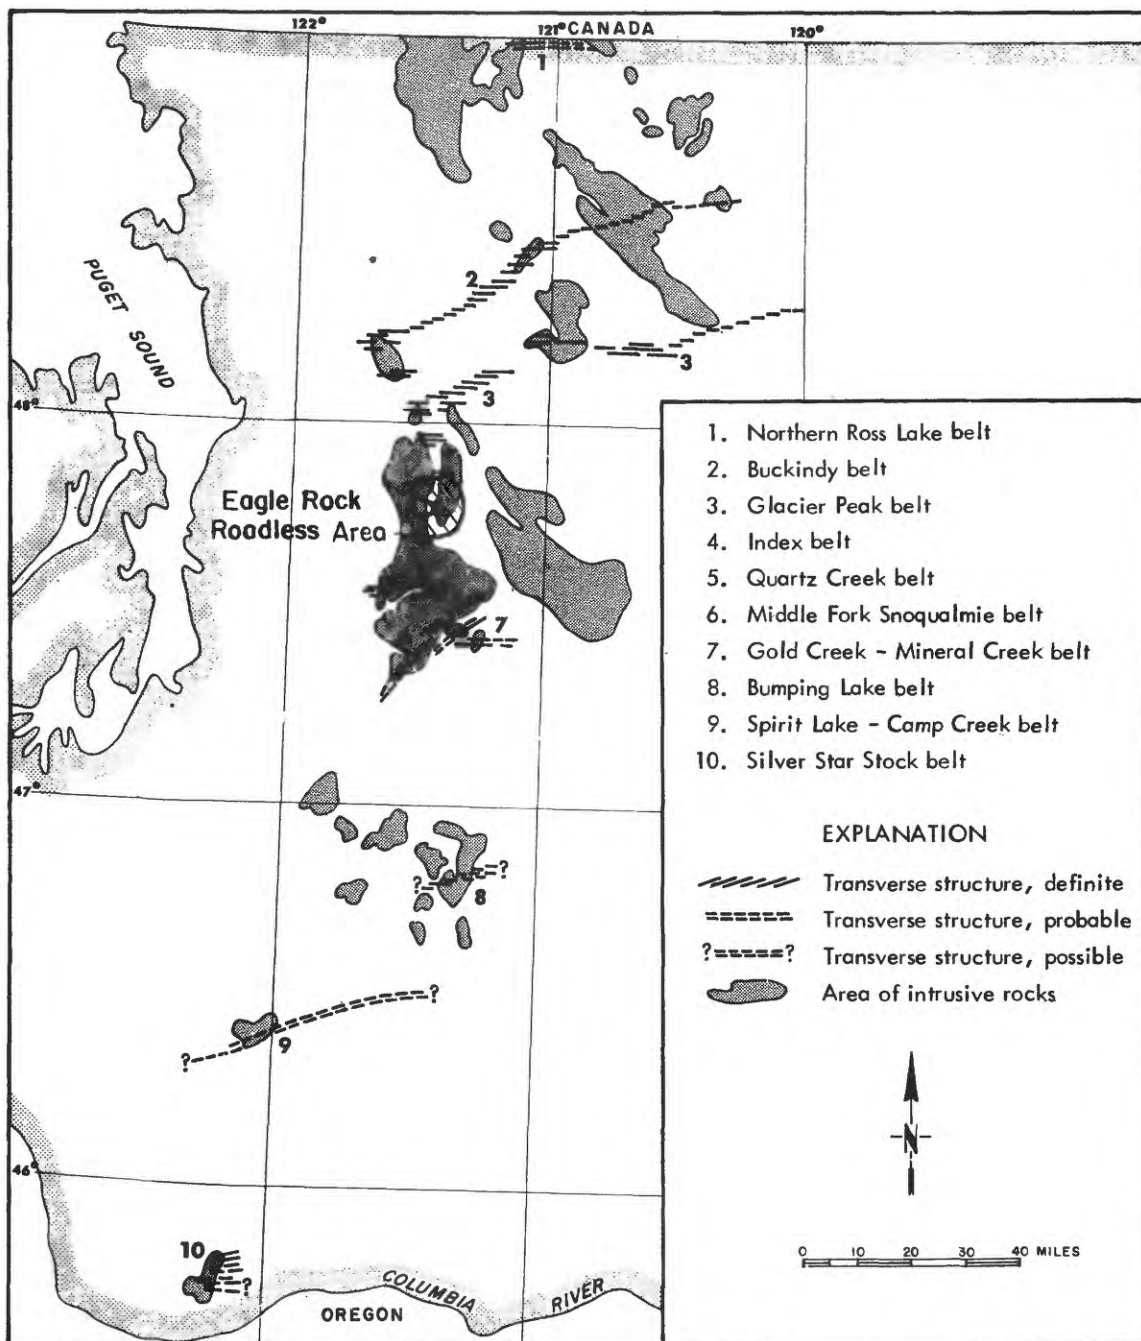 122°
121° CANADA
120°
1
2
3
3
PUGET SOUND
48°
Eagle Rock
Roadless Area
7
47°
?
?
8
?
?
9
46°
10
?
COLUMBIA
RIVER
OREGON
1. Northern Ross Lake belt
2. Buckindy belt
3. Glacier Peak belt
4. Index belt
5. Quartz Creek belt
6. Middle Fork Snoqualmie belt
7. Gold Creek - Mineral Creek belt
8. Bumping Lake belt
9. Spirit Lake - Camp Creek belt
10. Silver Star Stock belt
EXPLANATION
Transverse structure, definite
Transverse structure, probable
? ? Transverse structure, possible
Area of intrusive rocks
N
0 10 20 30 40 MILES